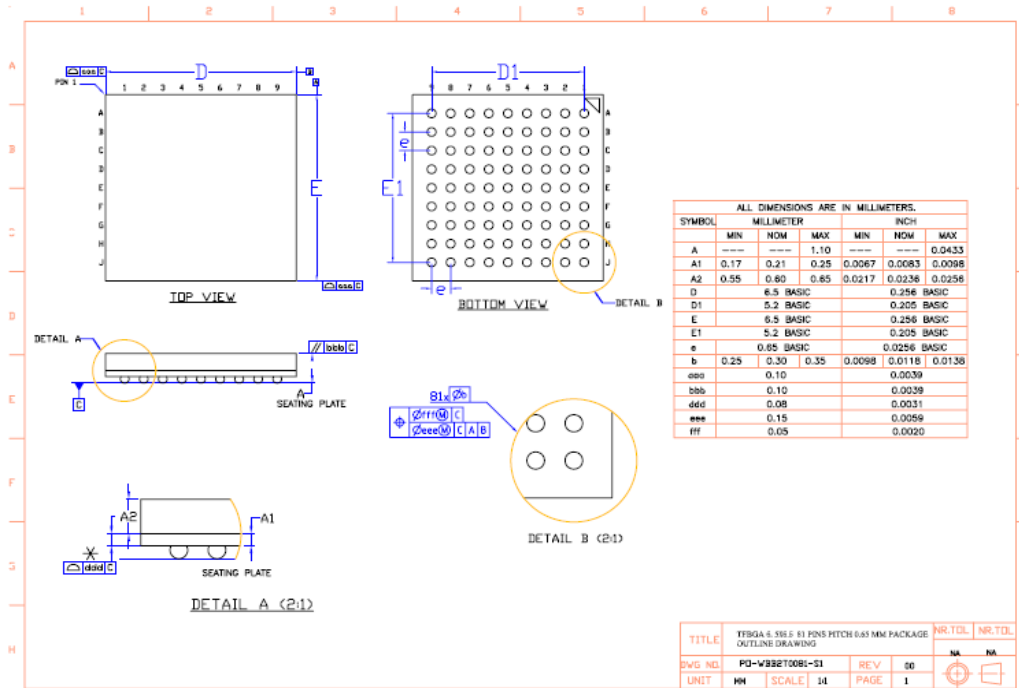 1 2 3 4 5 6 7 8
A
B
C
D
E
F
G
H
aaa C
D
B
A
PIN 1
1 2 3 4 5 6 7 8 9
A
B
C
D
E
F
G
H
J
E
aaa C
TOP VIEW
D1
9 8 7 6 5 4 3 2
A
B
C
D
E
F
G
H
J
e
E1
e
BOTTOM VIEW
DETAIL B
DETAIL A
// bbb C
A
SEATING PLATE
C
81x Øb
Øfff Ⓜ C
Øeee Ⓜ C A B
DETAIL B (2:1)
A2
A1
ddd C
SEATING PLATE
DETAIL A (2:1)
ALL DIMENSIONS ARE IN MILLIMETERS.
SYMBOL MILLIMETER INCH
MIN NOM MAX MIN NOM MAX
A --- --- 1.10 --- --- 0.0433
A1 0.17 0.21 0.25 0.0067 0.0083 0.0098
A2 0.55 0.60 0.65 0.0217 0.0236 0.0256
D 6.5 BASIC 0.256 BASIC
D1 5.2 BASIC 0.205 BASIC
E 6.5 BASIC 0.256 BASIC
E1 5.2 BASIC 0.205 BASIC
e 0.65 BASIC 0.0256 BASIC
b 0.25 0.30 0.35 0.0098 0.0118 0.0138
aaa 0.10 0.0039
bbb 0.10 0.0039
ddd 0.08 0.0031
eee 0.15 0.0059
fff 0.05 0.0020
TITLE TFBGA 6.5X6.5 81 PINS PITCH 0.65 MM PACKAGE
OUTLINE DRAWING
NR.TOL NR.TOL
NA NA
DWG NO. REV 00
UNIT MM SCALE 1:1 PAGE 1